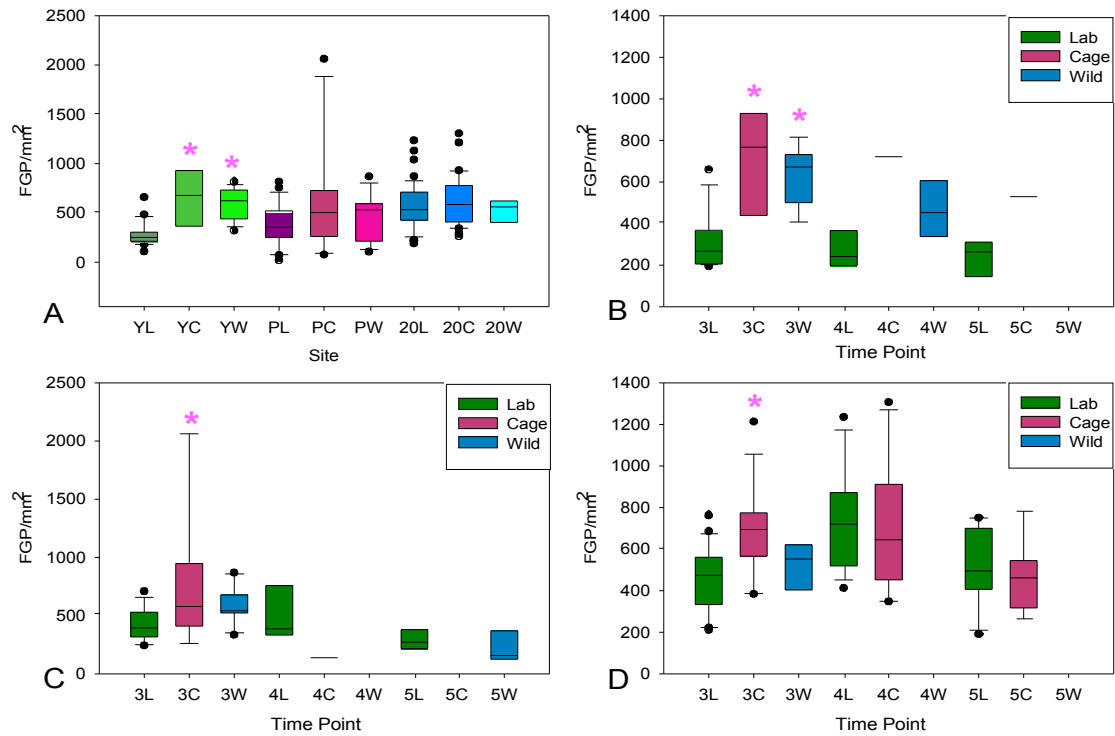 2500
2000
1500
1000
500
0
FGP/mm2
* *
A
YL YC YW PL PC PW 20L 20C 20W
Site
1400
1200
1000
800
600
400
200
0
FGP/mm2
* *
Lab
Cage
Wild
B
3L 3C 3W 4L 4C 4W 5L 5C 5W
Time Point
2500
2000
1500
1000
500
0
FGP/mm2
*
Lab
Cage
Wild
C
3L 3C 3W 4L 4C 4W 5L 5C 5W
Time Point
1400
1200
1000
800
600
400
200
0
FGP/mm2
*
Lab
Cage
Wild
D
3L 3C 3W 4L 4C 4W 5L 5C 5W
Time Point